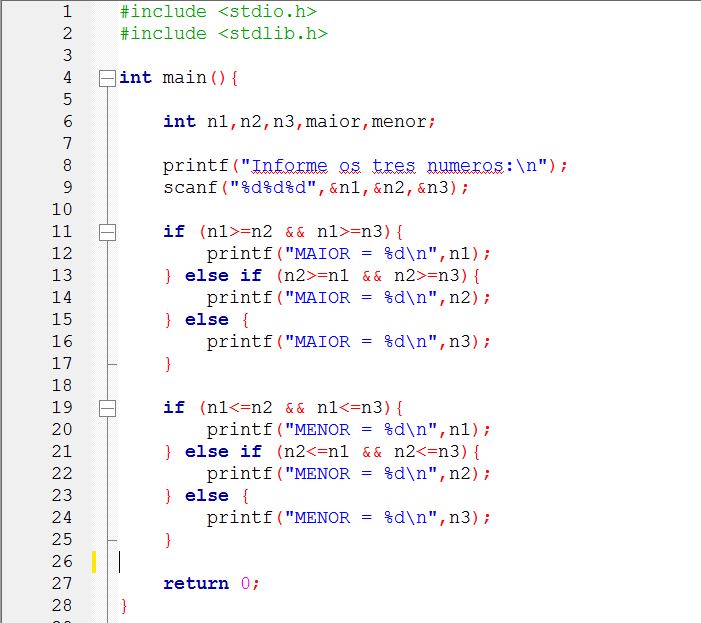 1 #include <stdio.h>
2 #include <stdlib.h>
3
4 int main(){
5
6 int n1,n2,n3,maior,menor;
7
8 printf("Informe os tres numeros:\n");
9 scanf("%d%d%d",&n1,&n2,&n3);
10
11 if (n1>=n2 && n1>=n3){
12 printf("MAIOR = %d\n",n1);
13 } else if (n2>=n1 && n2>=n3){
14 printf("MAIOR = %d\n",n2);
15 } else {
16 printf("MAIOR = %d\n",n3);
17 }
18
19 if (n1<=n2 && n1<=n3){
20 printf("MENOR = %d\n",n1);
21 } else if (n2<=n1 && n2<=n3){
22 printf("MENOR = %d\n",n2);
23 } else {
24 printf("MENOR = %d\n",n3);
25 }
26
27 return 0;
28 }